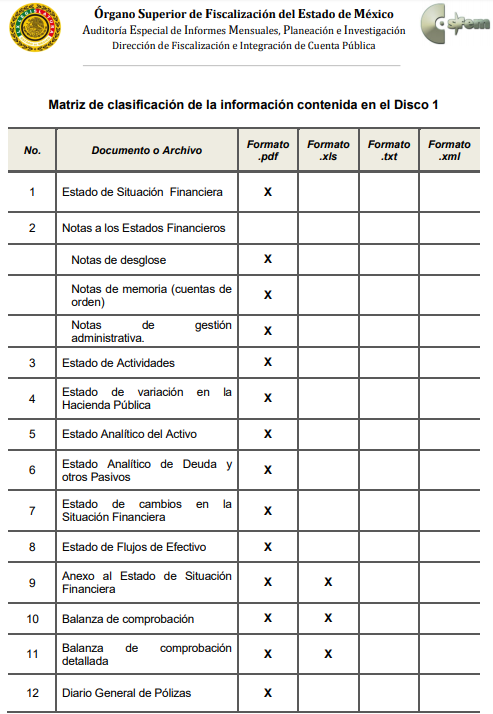 Órgano Superior de Fiscalización del Estado de México
Auditoría Especial de Informes Mensuales, Planeación e Investigación
Dirección de Fiscalización e Integración de Cuenta Pública
osfem
Matriz de clasificación de la información contenida en el Disco 1
No. Documento o Archivo Formato .pdf Formato .xls Formato .txt Formato .xml
1 Estado de Situación Financiera X
2 Notas a los Estados Financieros
Notas de desglose X
Notas de memoria (cuentas de
orden) X
Notas de gestión
administrativa. X
3 Estado de Actividades X
4 Estado de variación en la
Hacienda Pública X
5 Estado Analítico del Activo X
6 Estado Analítico de Deuda y
otros Pasivos X
7 Estado de cambios en la
Situación Financiera X
8 Estado de Flujos de Efectivo X
9 Anexo al Estado de Situación
Financiera X X
10 Balanza de comprobación X X
11 Balanza de comprobación
detallada X X
12 Diario General de Pólizas X